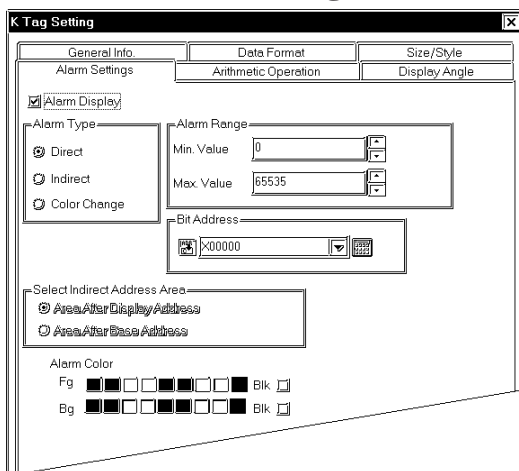 K Tag Setting
General Info. Data Format Size/Style
Alarm Settings Arithmetic Operation Display Angle
Alarm Display
Alarm Type
Direct
Indirect
Color Change
Alarm Range
Min. Value 0
Max. Value 65535
Bit Address
X00000
Select Indirect Address Area
Area After Display Address
Area After Base Address
Alarm Color
Fg Blk
Bg Blk